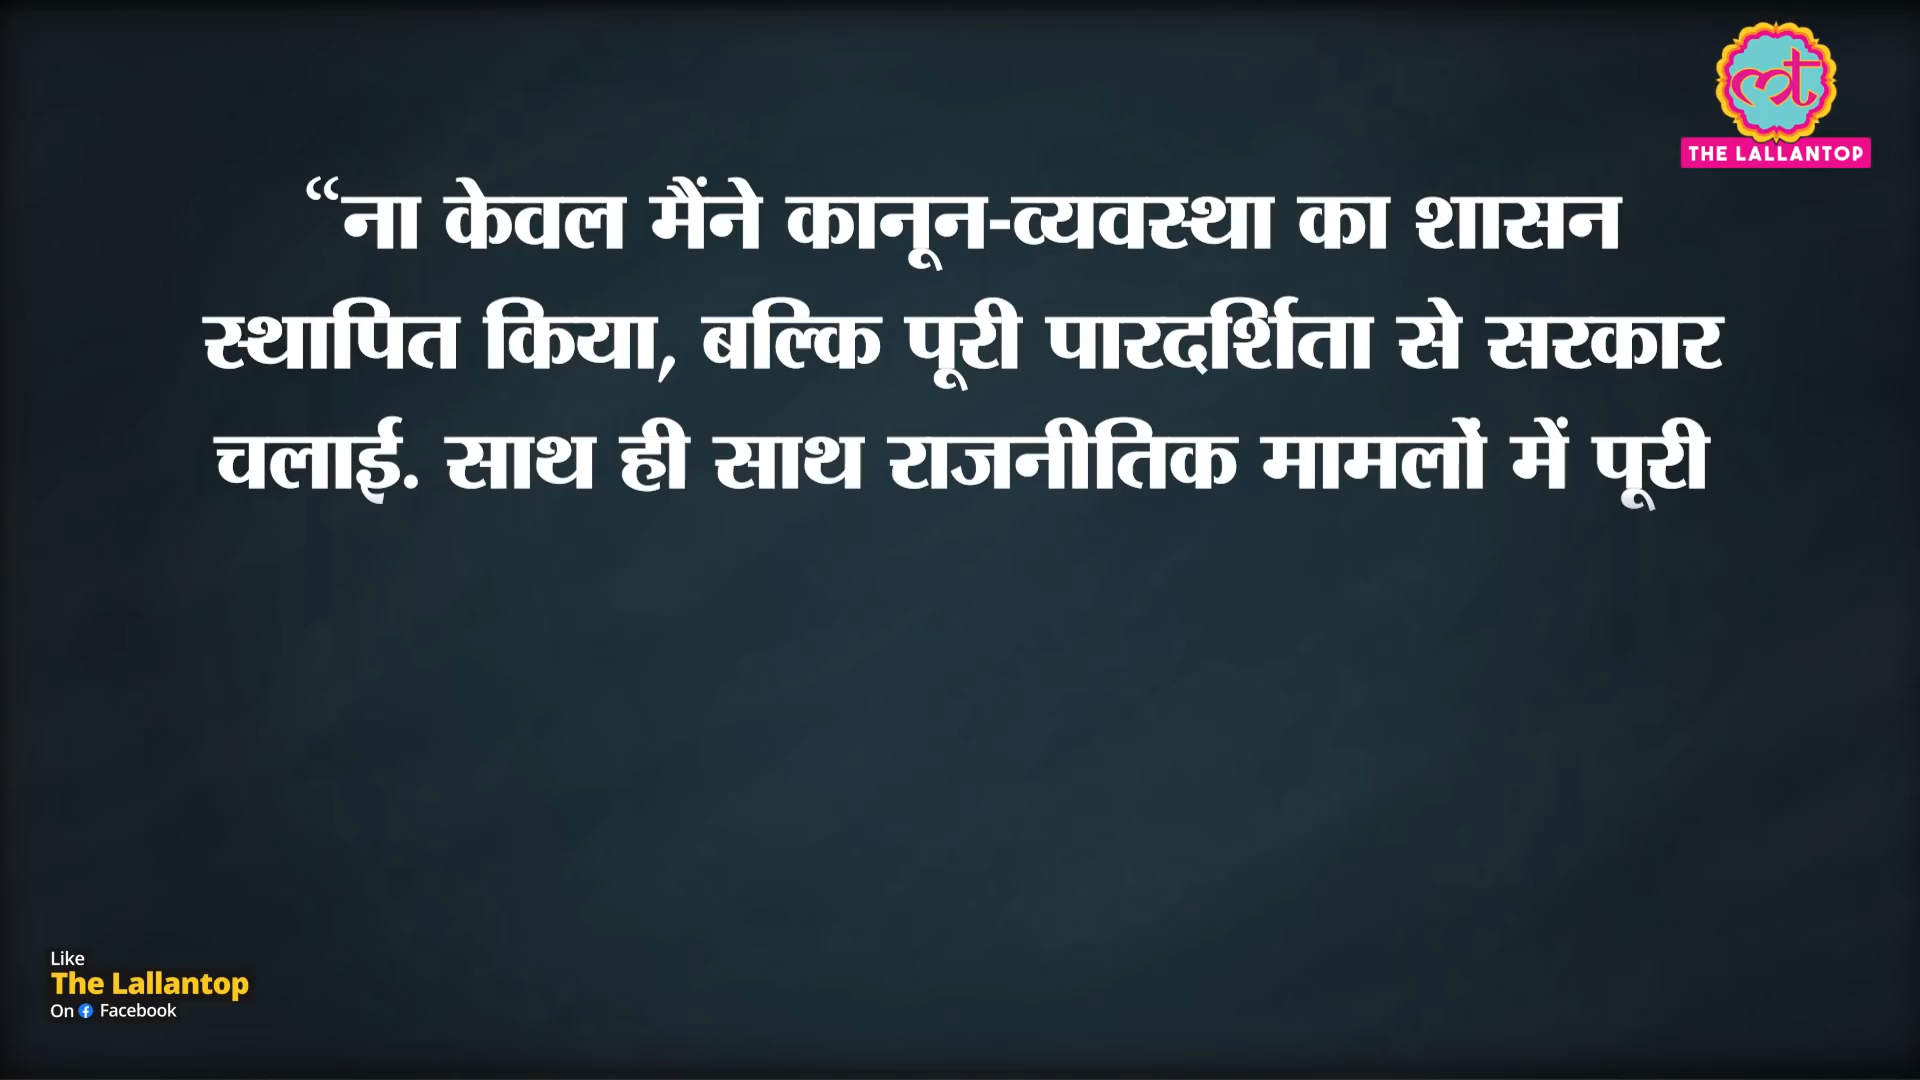 THE LALLANTOP
“ना केवल मैंने कानून-व्यवस्था का शासन
स्थापित किया, बल्कि पूरी पारदर्शिता से सरकार
चलाई. साथ ही साथ राजनीतिक मामलों में पूरी
Like
The Lallantop
On Facebook